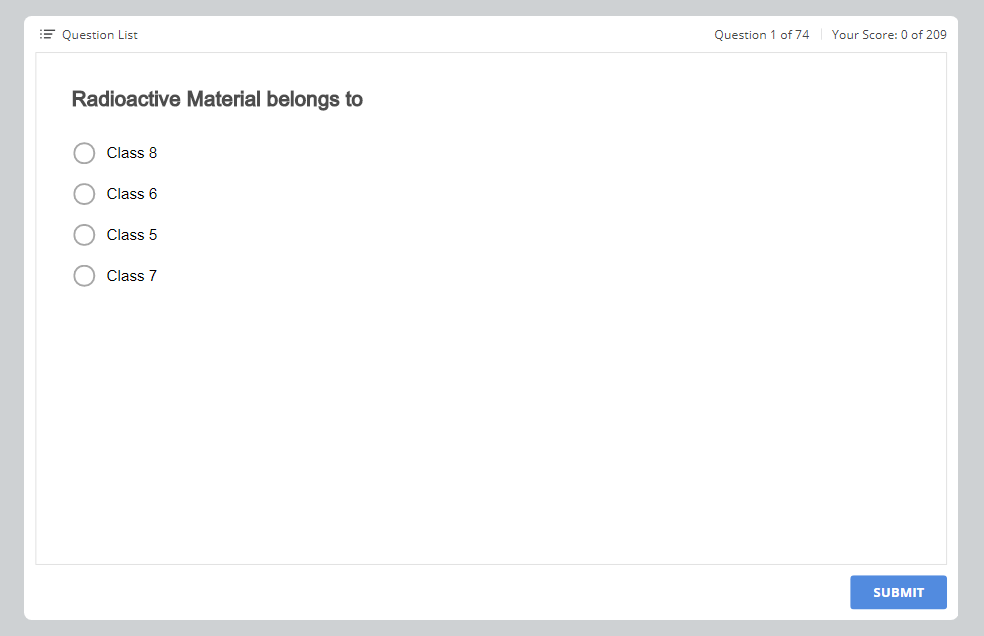 Question List
Question 1 of 74
Your Score: 0 of 209
Radioactive Material belongs to
Class 8
Class 6
Class 5
Class 7
SUBMIT